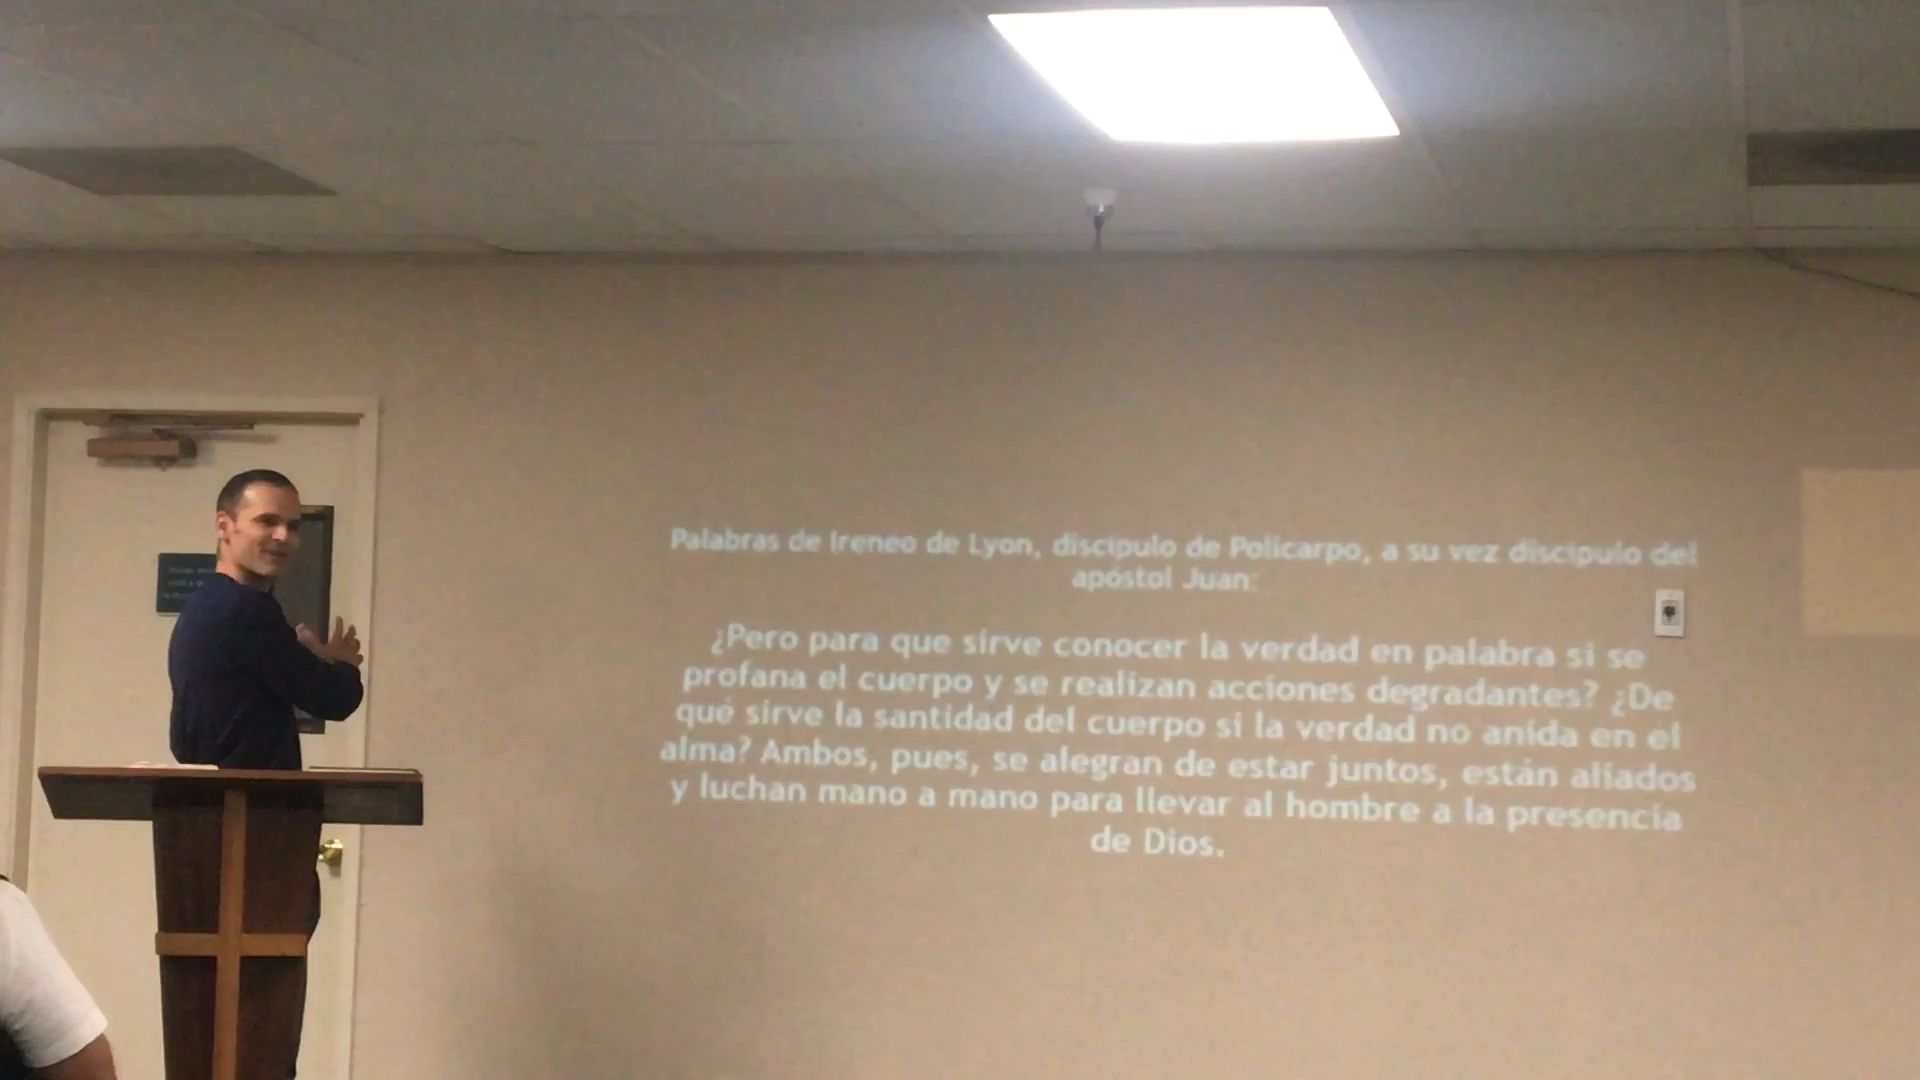 Palabras de Ireneo de Lyon, discípulo de Policarpo, a su vez discípulo del
apóstol Juan:
¿Pero para que sirve conocer la verdad en palabra si se
profana el cuerpo y se realizan acciones degradantes? ¿De
qué sirve la santidad del cuerpo si la verdad no anida en el
alma? Ambos, pues, se alegran de estar juntos, están aliados
y luchan mano a mano para llevar al hombre a la presencia
de Dios.